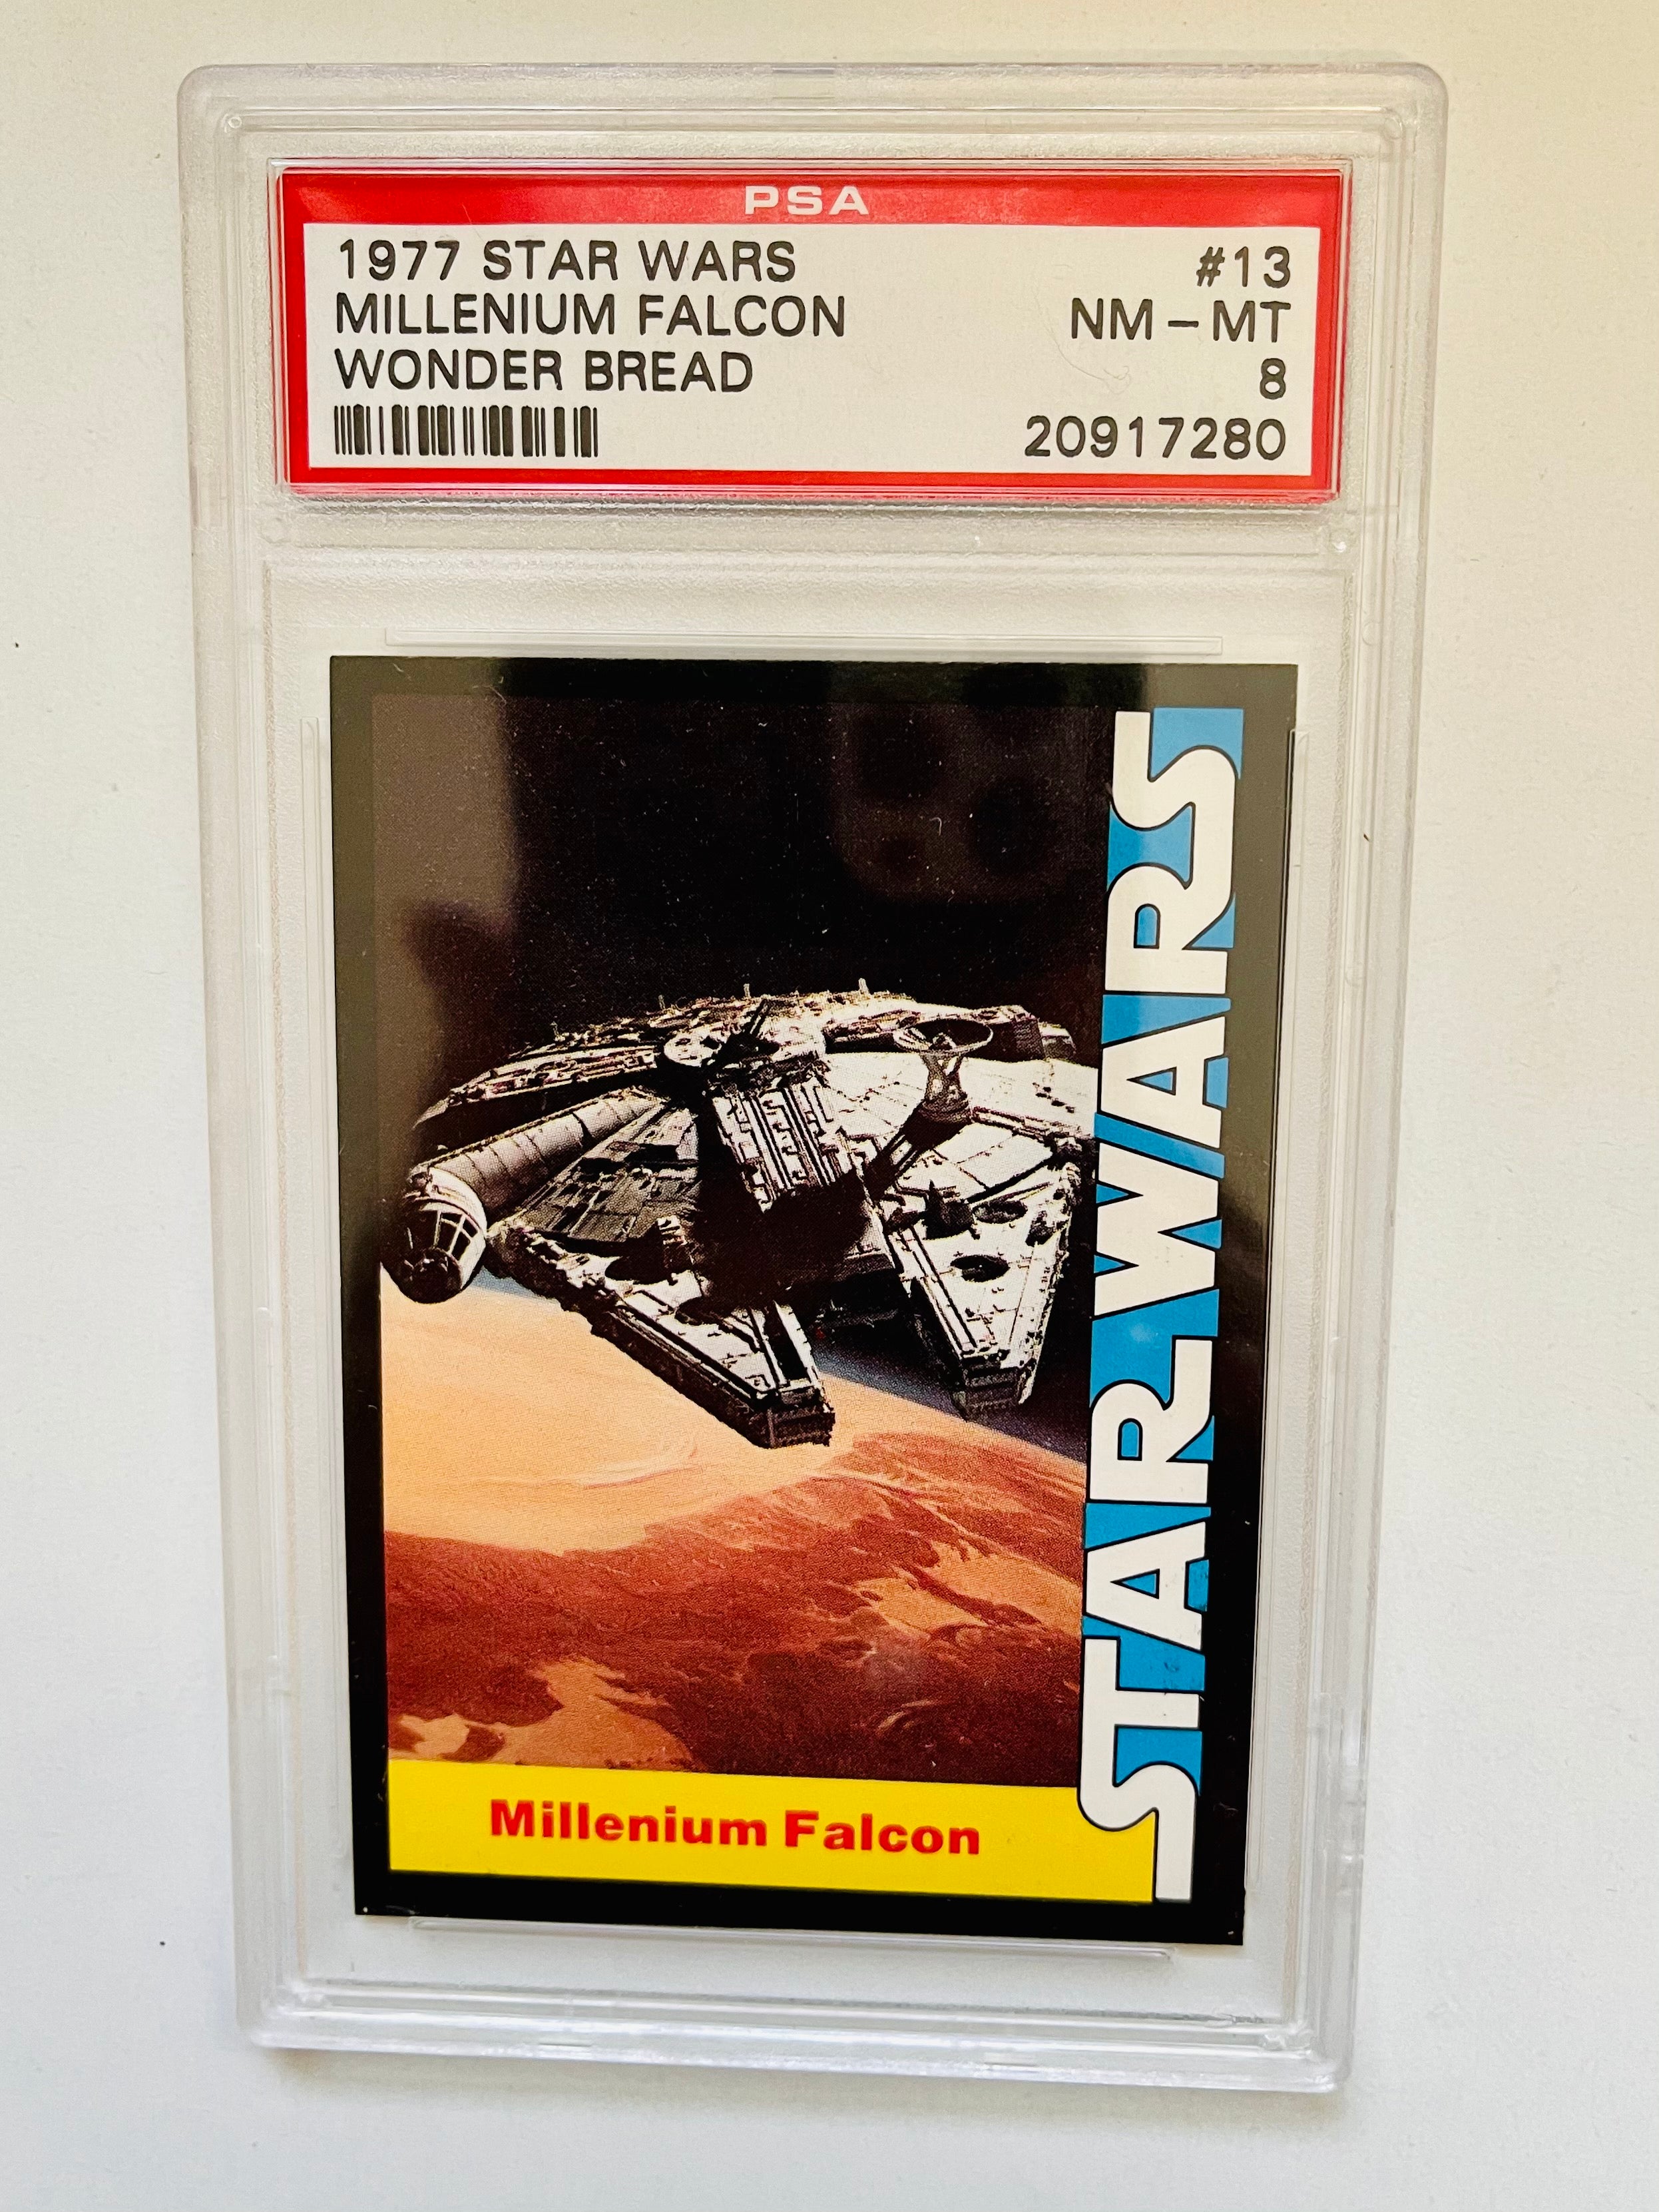 PSA
1977 STAR WARS #13
MILLENIUM FALCON NM - MT
WONDER BREAD 8
20917280
STAR WARS
Millenium Falcon